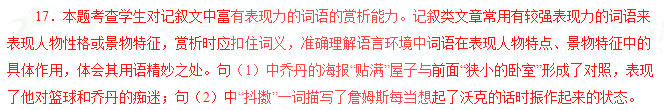 17．本题考查学生对记叙文中富有表现力的词语的赏析能力。记叙类文章常用有较强表现力的词语来
表现人物性格或景物特征，赏析时应扣住词义，准确理解语言环境中词语在表现人物特点、景物特征中的
具体作用，体会其用语精妙之处。句（1）中乔丹的海报“贴满”屋子与前面“狭小的卧室”形成了对照，表现
了他对篮球和乔丹的痴迷；句（2）中“抖擞”一词描写了詹姆斯每当想起了沃克的话时振作起来的状态。